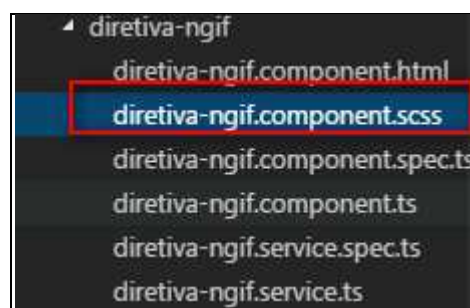 diretiva-ngif
diretiva-ngif.component.html
diretiva-ngif.component.scss
diretiva-ngif.component.spec.ts
diretiva-ngif.component.ts
diretiva-ngif.service.spec.ts
diretiva-ngif.service.ts